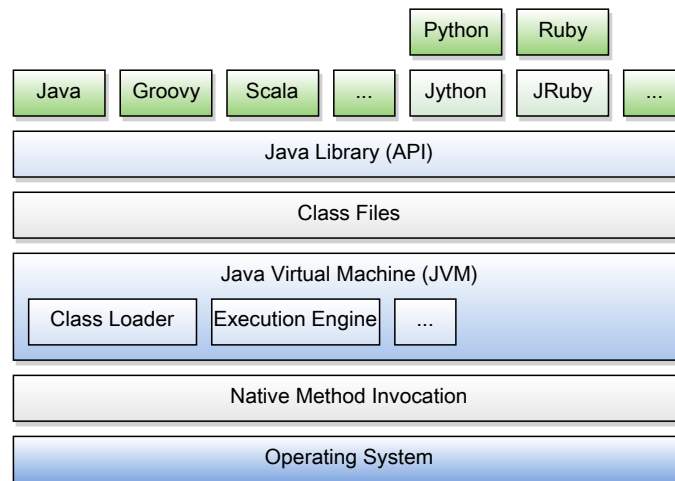 Python Ruby
Java Groovy Scala ... Jython JRuby ...
Java Library (API)
Class Files
Java Virtual Machine (JVM)
Class Loader Execution Engine ...
Native Method Invocation
Operating System